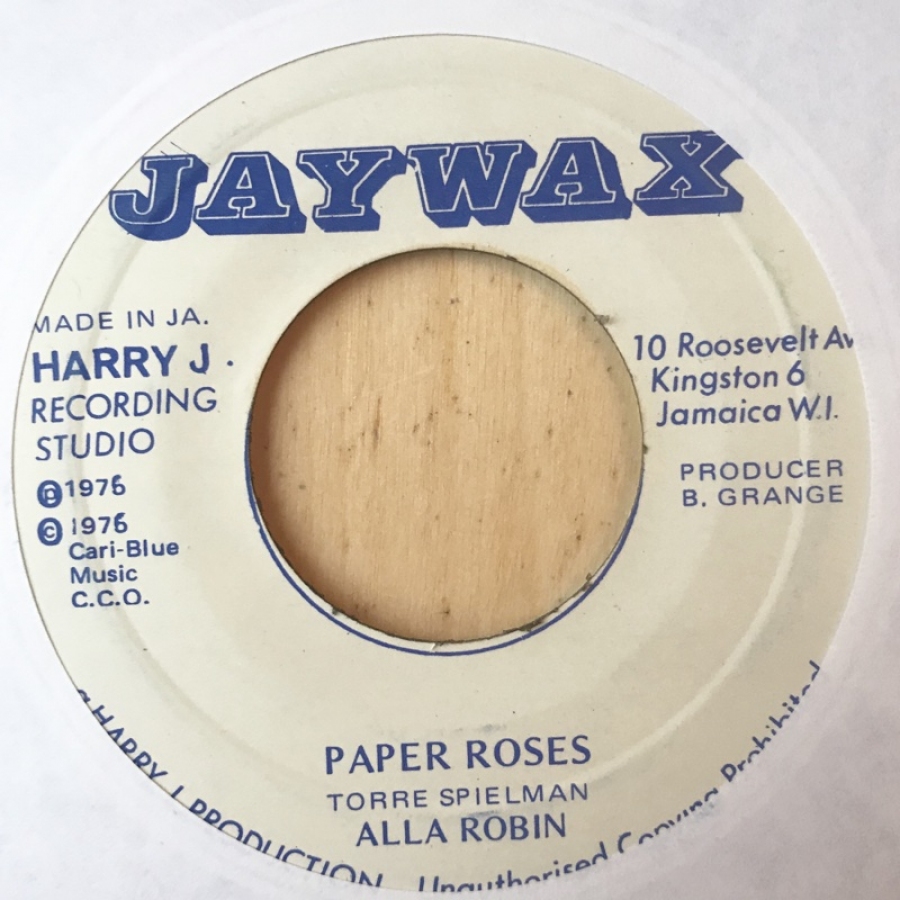 JAYWAX
MADE IN JA.
HARRY J.
RECORDING
STUDIO
℗ 1976
© 1976
Cari-Blue
Music
C.C.O.
10 Roosevelt Av
Kingston 6
Jamaica W.I.
PRODUCER
B. GRANGE
PAPER ROSES
TORRE SPIELMAN
ALLA ROBIN
HARRY J PRODUCTION Unauthorised Copying Prohibited